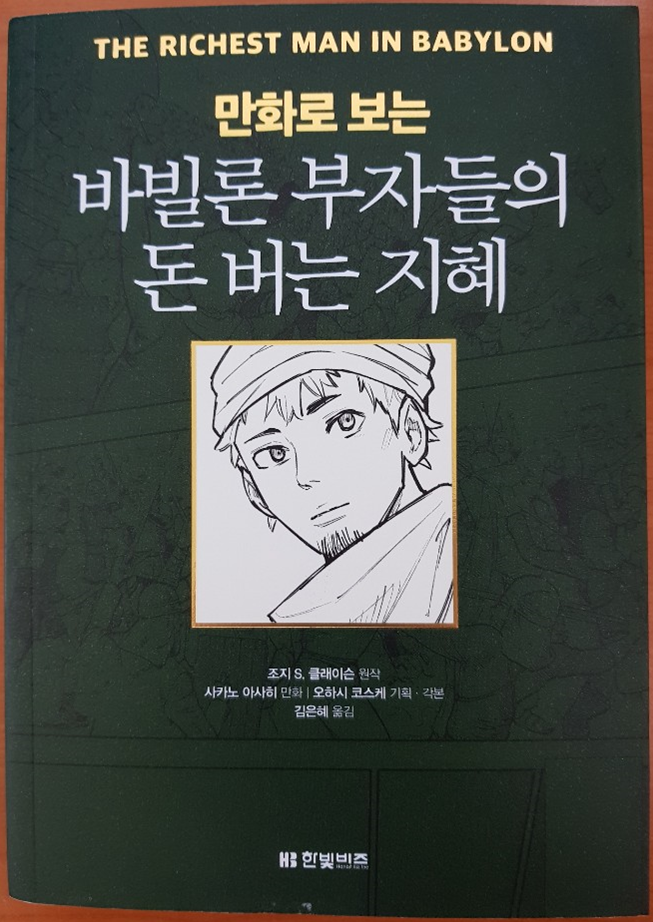 THE RICHEST MAN IN BABYLON
만화로 보는
바빌론 부자들의
돈 버는 지혜
조지 S. 클래이슨 원작
사카노 아사히 만화 | 오하시 코스케 기획 · 각본
김은혜 옮김
HB 한빛비즈